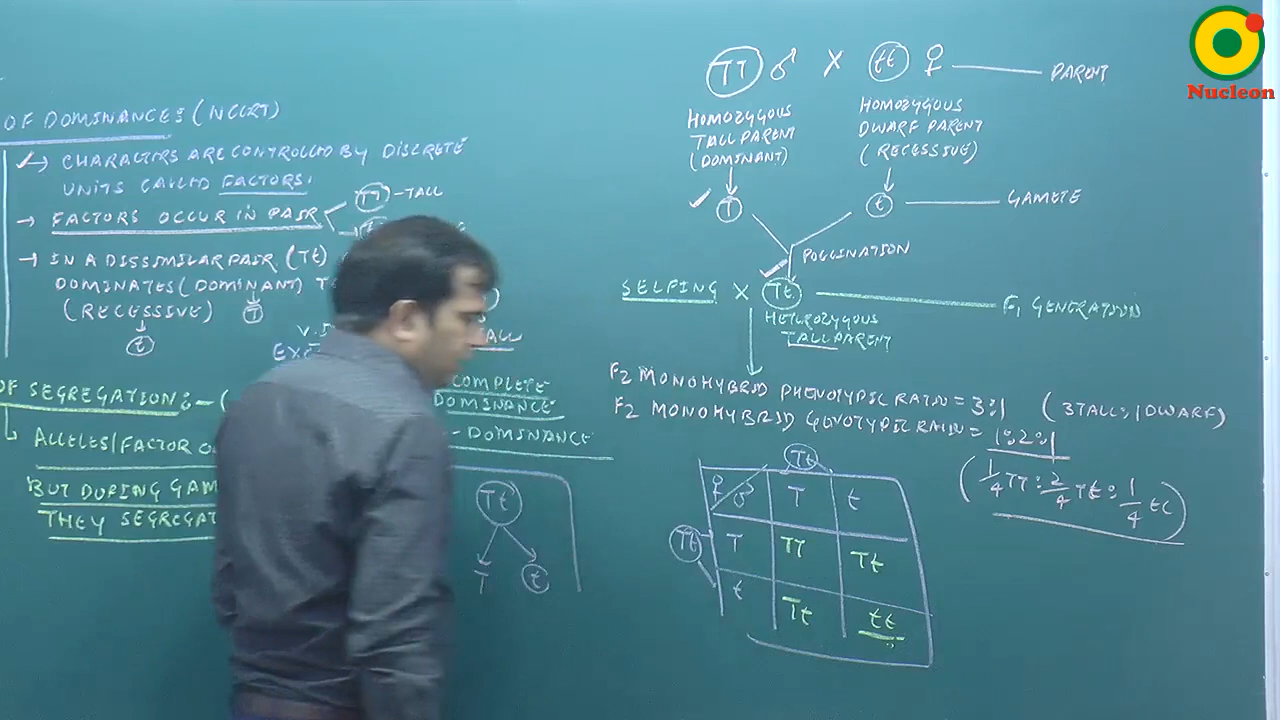 OF DOMINANCES (NCERT)
→ CHARACTORS ARE CONTROLLED BY DISCRETE
UNITS CALLED FACTORS.
→ FACTORS OCCUR IN PAIR
TT - TALL
→ IN A DISSIMILAR PAIR (Tt)
DOMINATES (DOMINANT)
(RECESSIVE) T
t
OF SEGREGATION :- (
ALLELES/FACTOR
BUT DURING
THEY
COMPLETE
DOMINANCE
- DOMINANCE
Tt
T t
TT ♂ X tt ♀ PARENT
HOMOZYGOUS
TALL PARENT
(DOMINANT)
HOMOZYGOUS
DWARF PARENT
(RECESSIVE)
T t GAMETE
POLLINATION
SELFING X Tt F1 GENERATION
HETEROZYGOUS
TALL PARENT
F2 MONOHYBRID PHENOTYPIC RATIO = 3:1 (3 TALL : 1 DWARF)
F2 MONOHYBRID GENOTYPIC RATIO = 1:2:1
(1/4 TT : 2/4 Tt : 1/4 tt)
Tt
♀ ♂ T t
Tt T TT Tt
t Tt tt
Nucleon